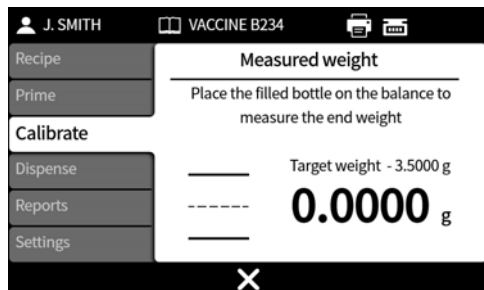 J. SMITH
VACCINE B234
Recipe
Prime
Calibrate
Dispense
Reports
Settings
Measured weight
Place the filled bottle on the balance to
measure the end weight
Target weight - 3.5000 g
0.0000 g